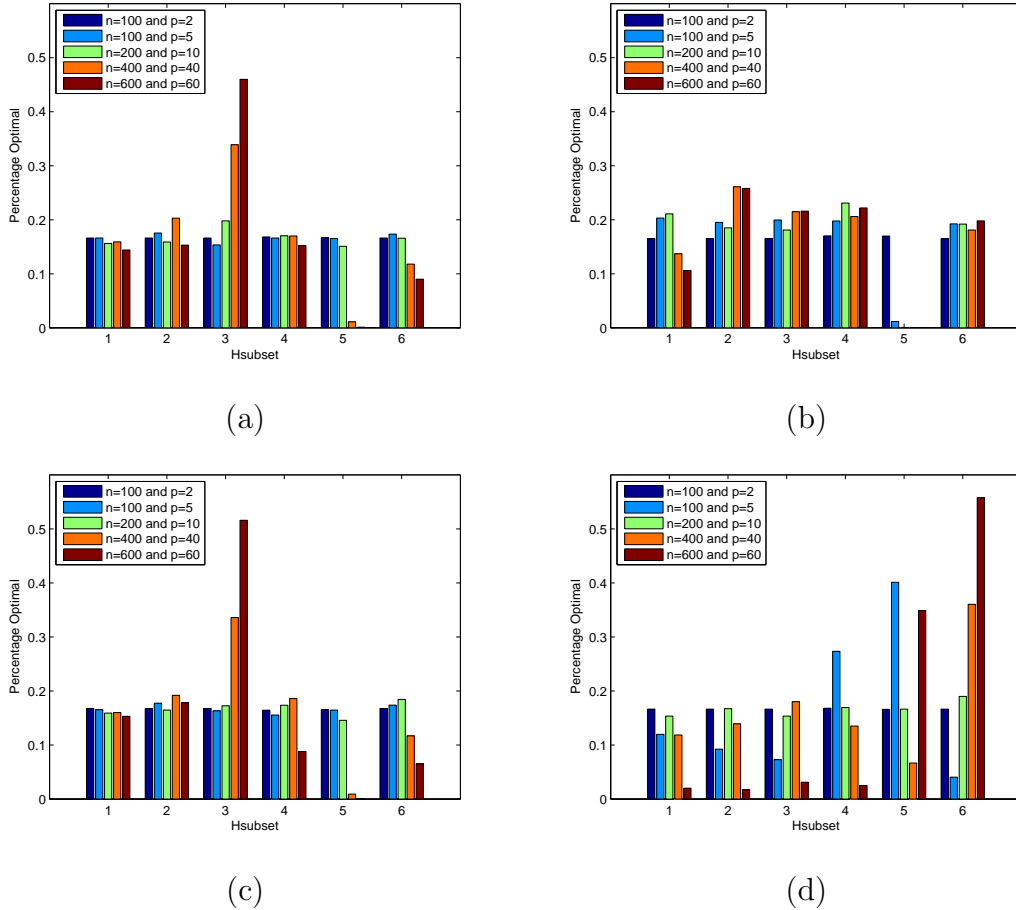 n=100 and p=2
n=100 and p=5
n=200 and p=10
n=400 and p=40
n=600 and p=60
0.5
0.4
0.3
0.2
0.1
0
Percentage Optimal
1 2 3 4 5 6
Hsubset
(a)
n=100 and p=2
n=100 and p=5
n=200 and p=10
n=400 and p=40
n=600 and p=60
0.5
0.4
0.3
0.2
0.1
0
Percentage Optimal
1 2 3 4 5 6
Hsubset
(b)
n=100 and p=2
n=100 and p=5
n=200 and p=10
n=400 and p=40
n=600 and p=60
0.5
0.4
0.3
0.2
0.1
0
Percentage Optimal
1 2 3 4 5 6
Hsubset
(c)
n=100 and p=2
n=100 and p=5
n=200 and p=10
n=400 and p=40
n=600 and p=60
0.5
0.4
0.3
0.2
0.1
0
Percentage Optimal
1 2 3 4 5 6
Hsubset
(d)